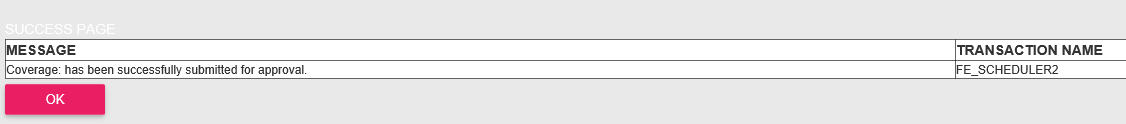 SUCCESS PAGE
MESSAGE TRANSACTION NAME
Coverage: has been successfully submitted for approval. FE_SCHEDULER2
OK